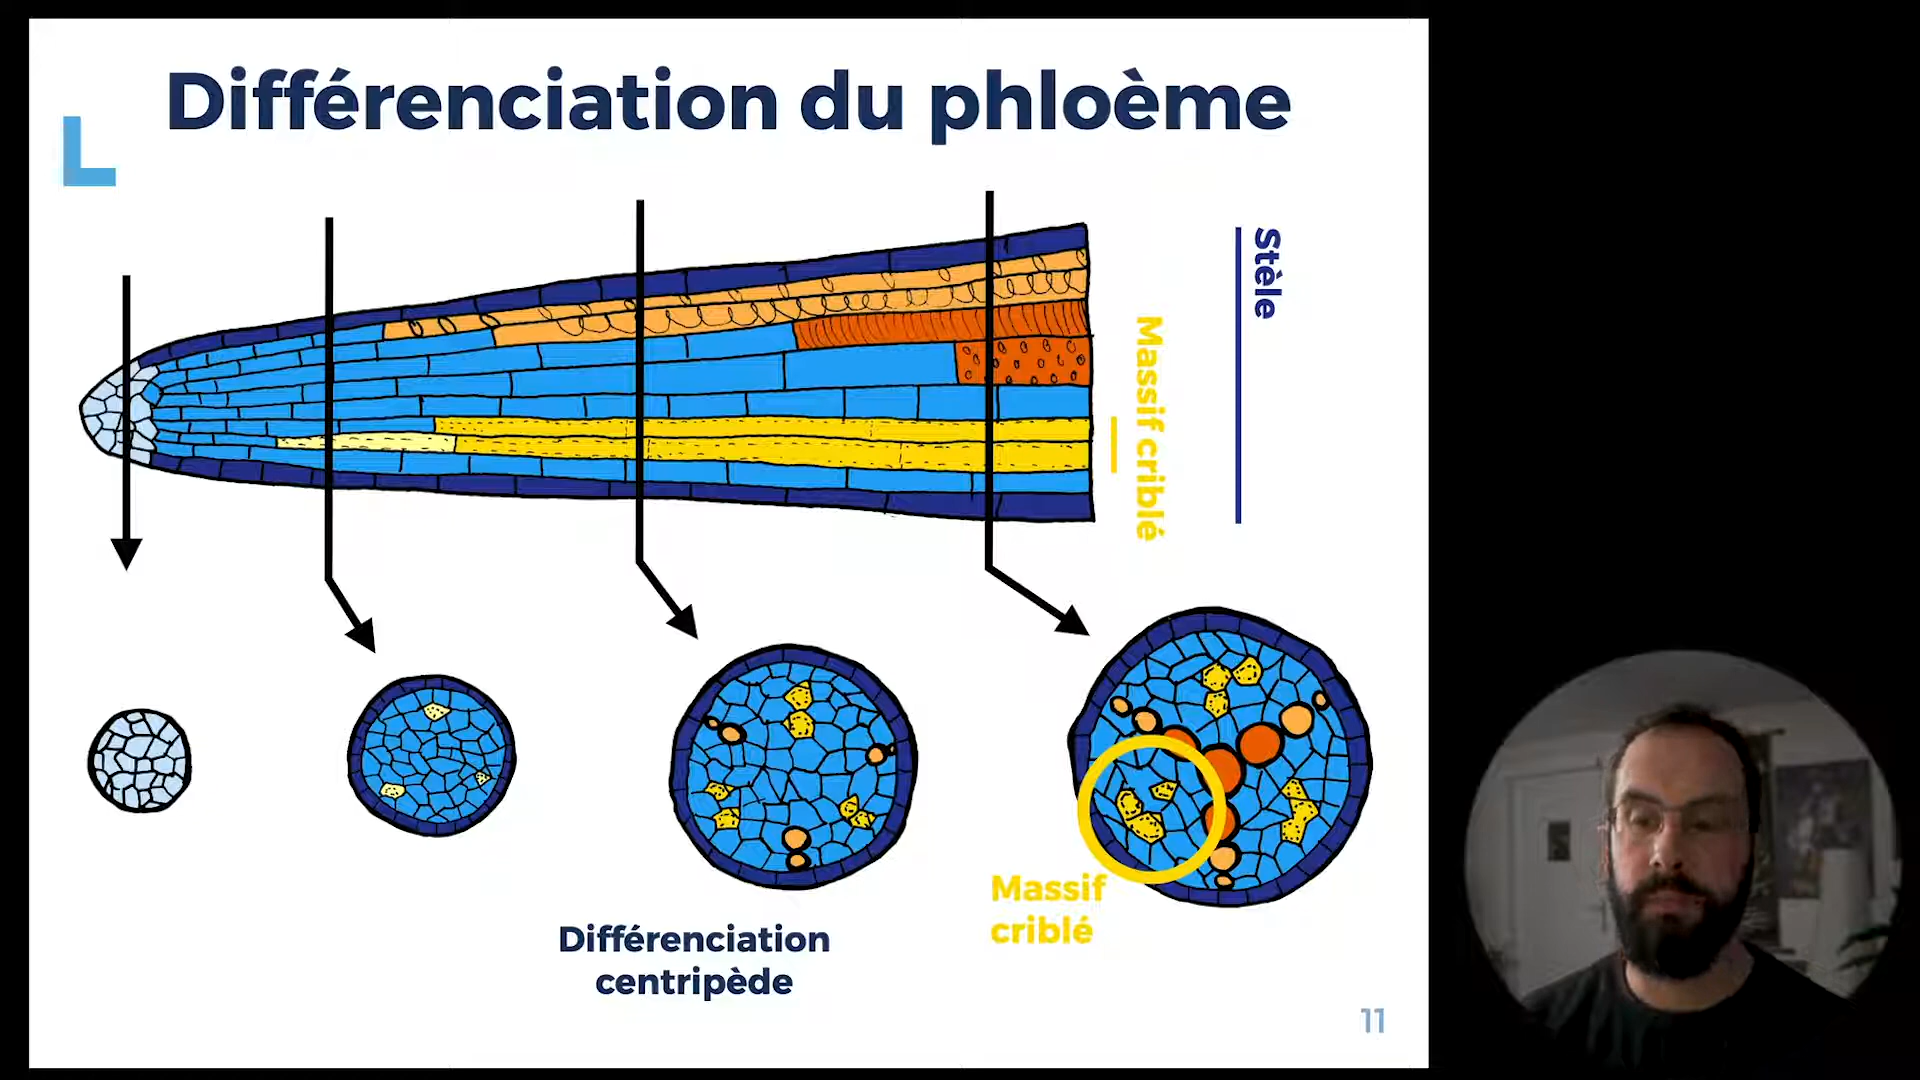 Différenciation du phloème
L
Stèle
Massif criblé
Massif
criblé
Différenciation
centripède
11